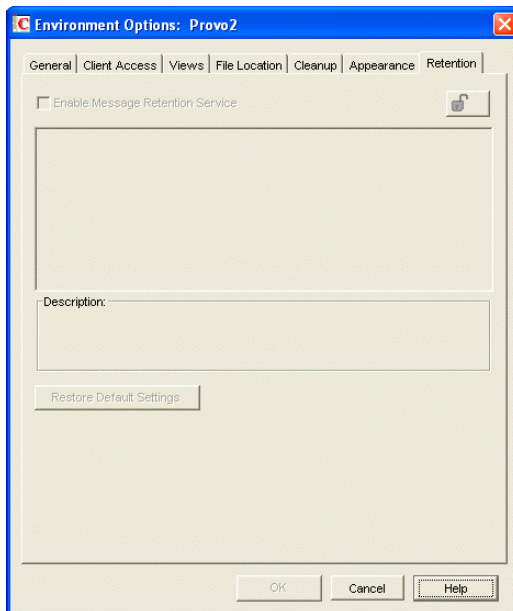 Environment Options: Provo2
General Client Access Views File Location Cleanup Appearance Retention
Enable Message Retention Service
Description:
Restore Default Settings
OK Cancel Help